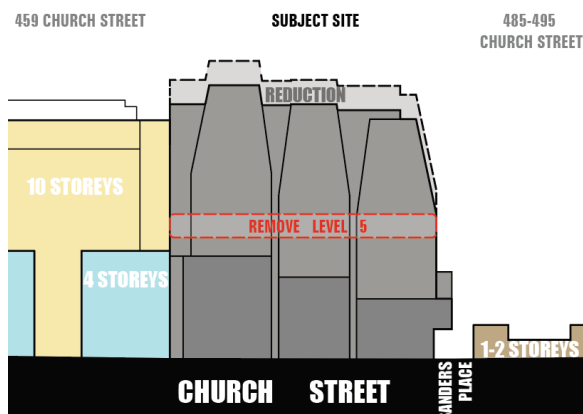 459 CHURCH STREET
SUBJECT SITE
485-495
CHURCH STREET
REDUCTION
10 STOREYS
REMOVE LEVEL 5
4 STOREYS
1-2 STOREYS
CHURCH STREET
ANDERS
PLACE